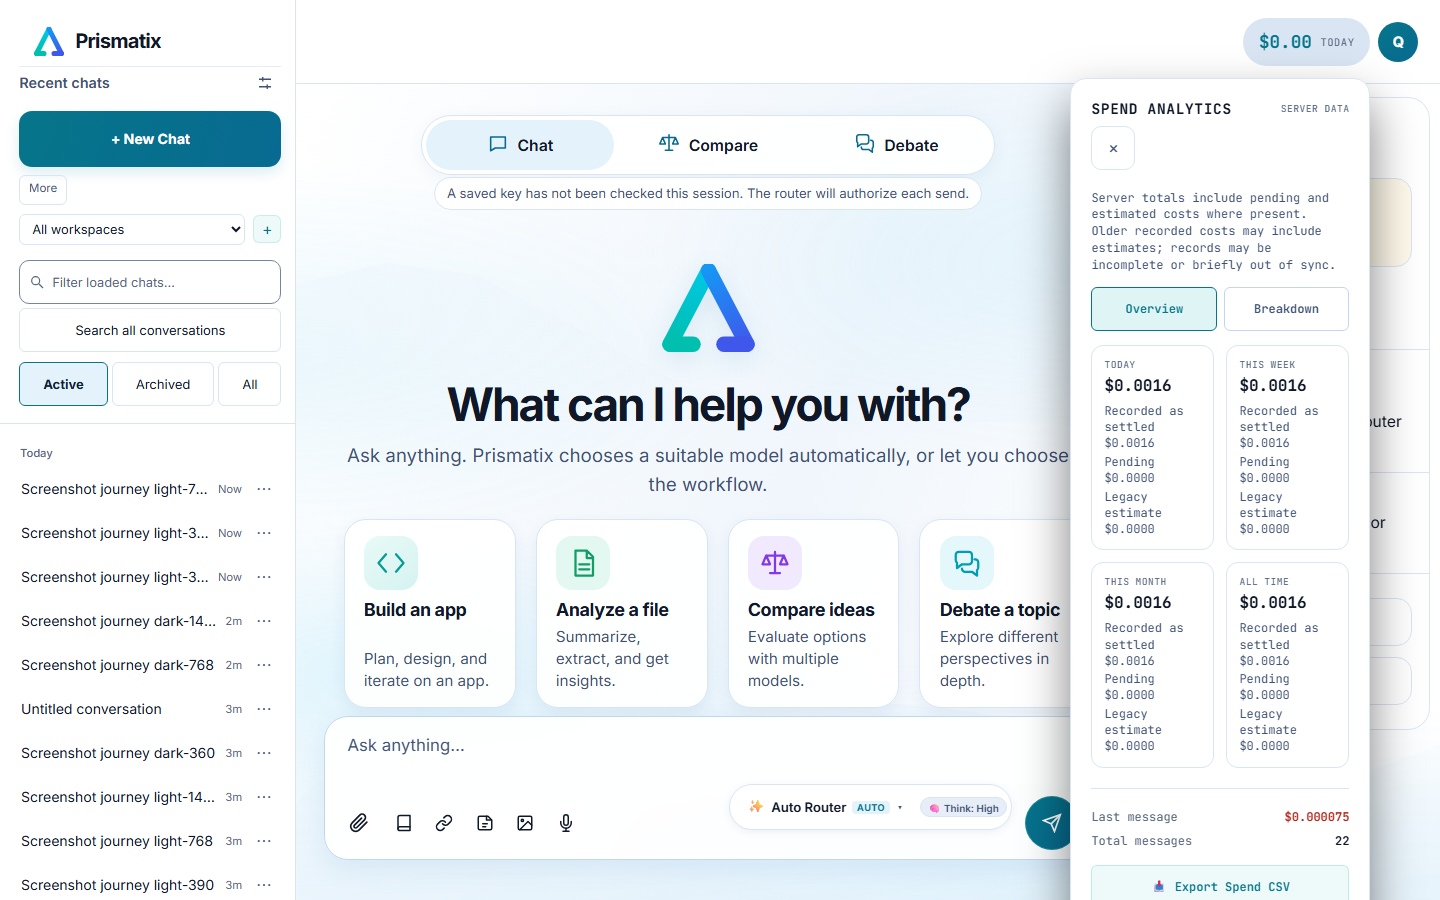 Prismatix
Recent chats
+ New Chat
More
All workspaces
+
Filter loaded chats...
Search all conversations
Active
Archived
All
Today
Screenshot journey light-7... Now ...
Screenshot journey light-3... Now ...
Screenshot journey light-3... Now ...
Screenshot journey dark-14... 2m ...
Screenshot journey dark-768 2m ...
Untitled conversation 3m ...
Screenshot journey dark-360 3m ...
Screenshot journey light-14... 3m ...
Screenshot journey light-768 3m ...
Screenshot journey light-390 3m ...
$0.00 TODAY
Q
Chat
Compare
Debate
A saved key has not been checked this session. The router will authorize each send.
What can I help you with?
Ask anything. Prismatix chooses a suitable model automatically, or let you choose
the workflow.
Build an app
Plan, design, and
iterate on an app.
Analyze a file
Summarize,
extract, and get
insights.
Compare ideas
Evaluate options
with multiple
models.
Debate a topic
Explore different
perspectives in
depth.
Ask anything...
Auto Router AUTO
Think: High
SPEND ANALYTICS
SERVER DATA
×
Server totals include pending and
estimated costs where present.
Older recorded costs may include
estimates; records may be
incomplete or briefly out of sync.
Overview
Breakdown
TODAY
$0.0016
Recorded as
settled
$0.0016
Pending
$0.0000
Legacy
estimate
$0.0000
THIS WEEK
$0.0016
Recorded as
settled
$0.0016
Pending
$0.0000
Legacy
estimate
$0.0000
THIS MONTH
$0.0016
Recorded as
settled
$0.0016
Pending
$0.0000
Legacy
estimate
$0.0000
ALL TIME
$0.0016
Recorded as
settled
$0.0016
Pending
$0.0000
Legacy
estimate
$0.0000
Last message $0.000075
Total messages 22
Export Spend CSV